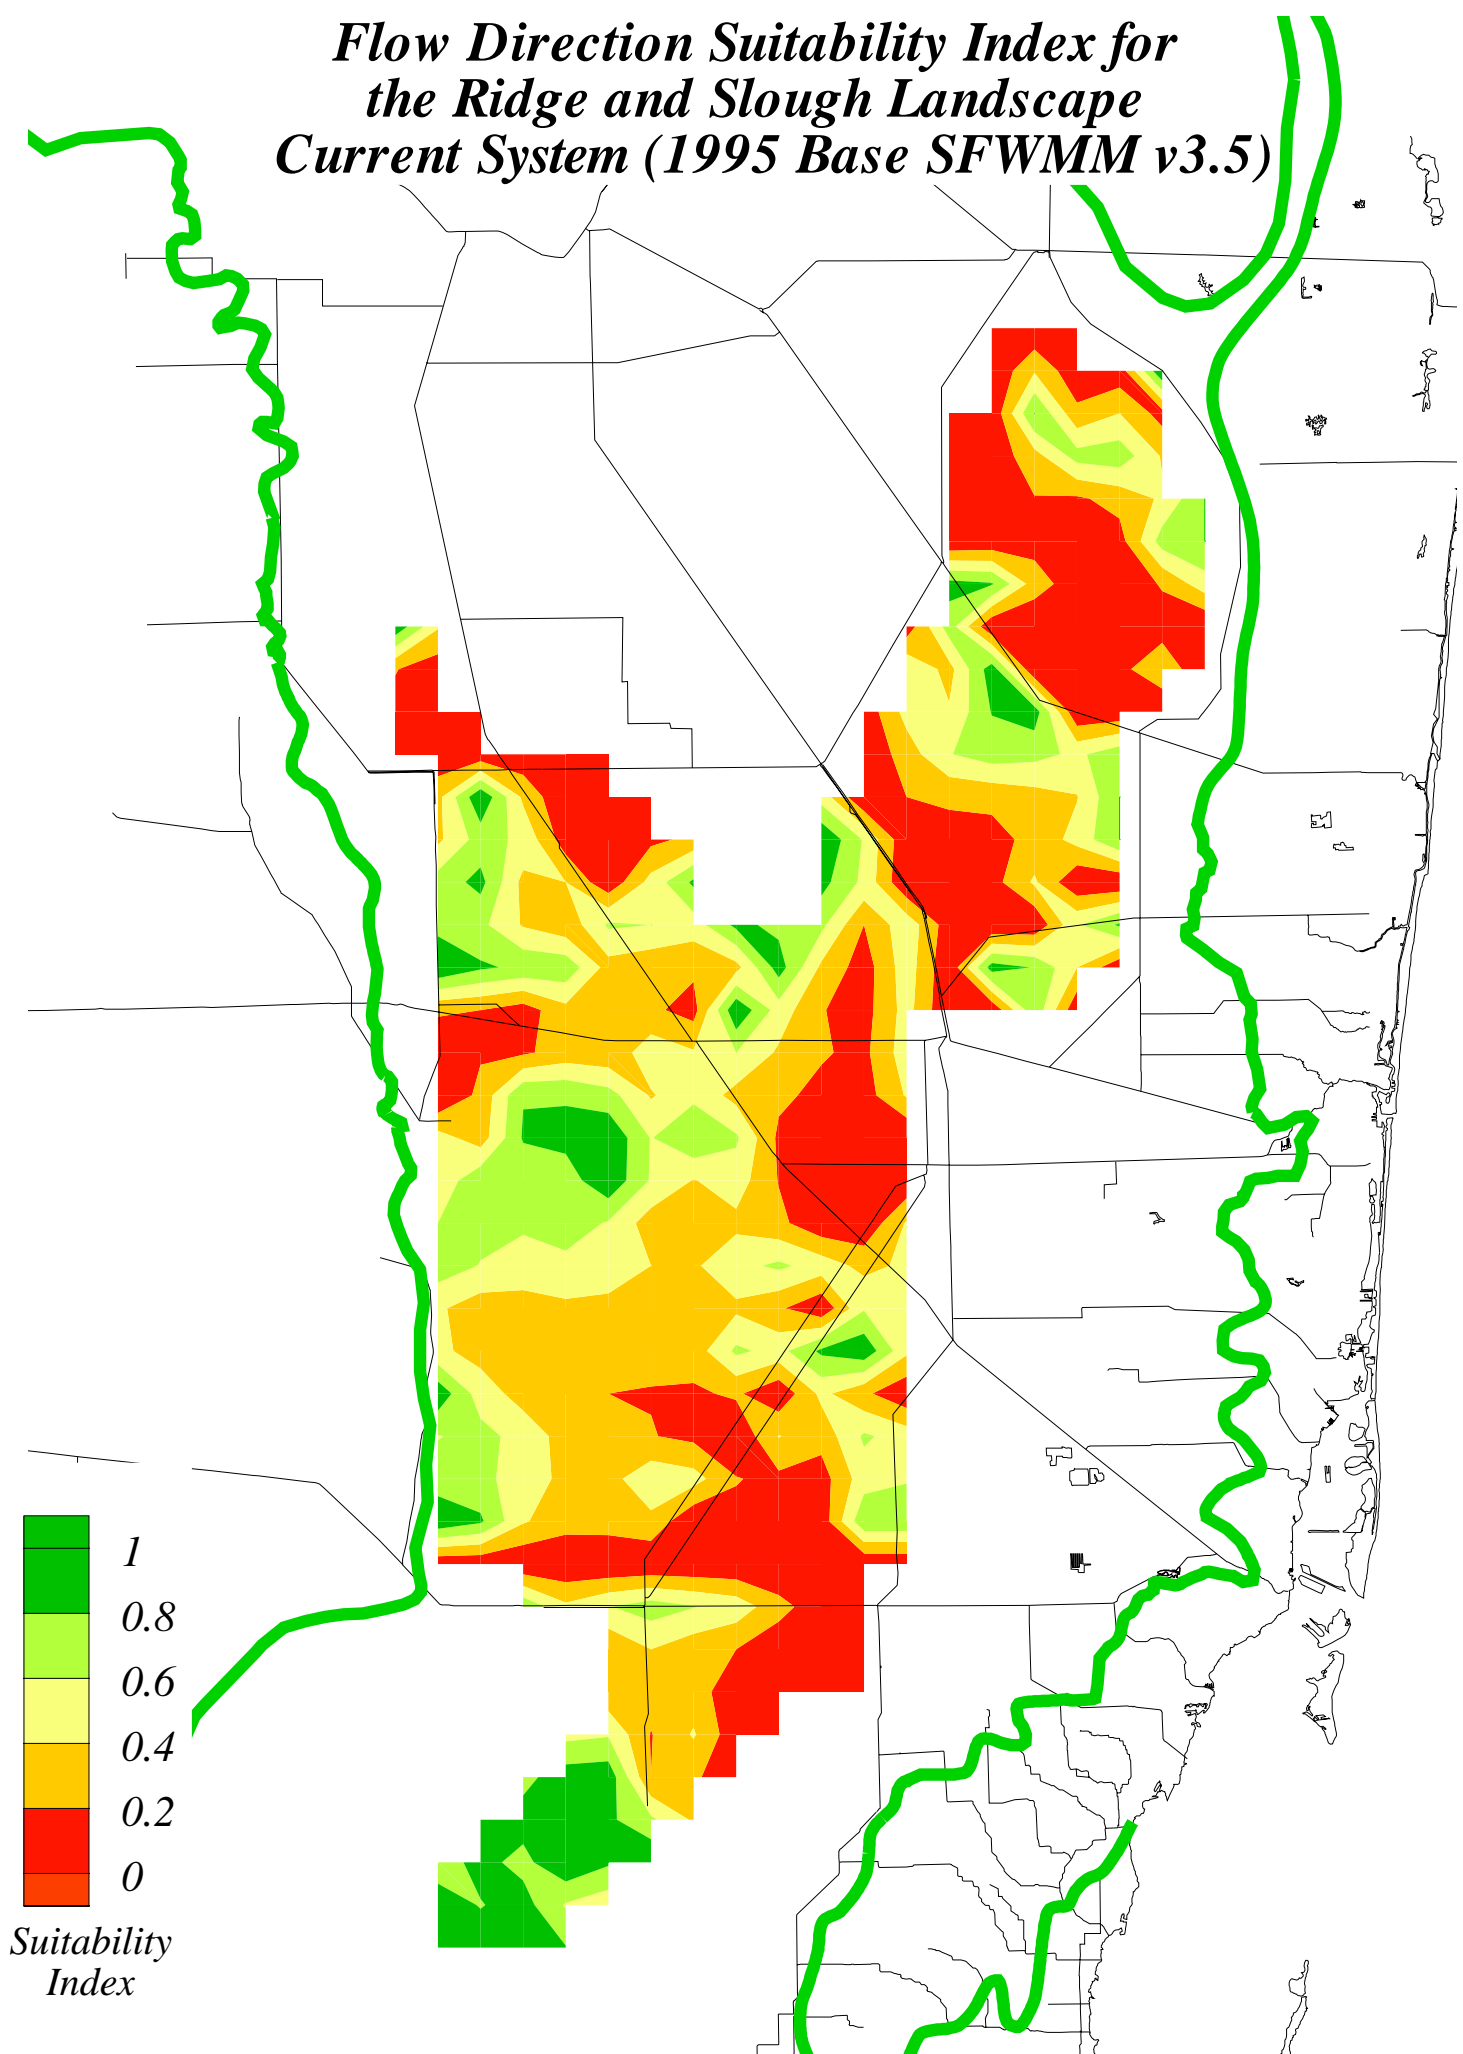 Flow Direction Suitability Index for
the Ridge and Slough Landscape
Current System (1995 Base SFWMM v3.5)
1
0.8
0.6
0.4
0.2
0
Suitability
Index